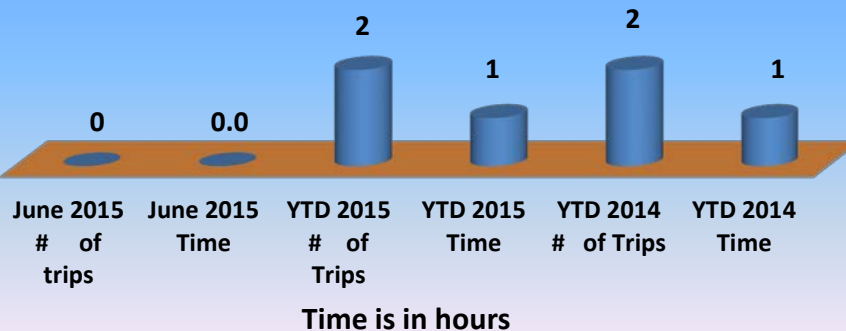 2
2
1
1
0
0.0
June 2015 June 2015 YTD 2015 YTD 2015 YTD 2014 YTD 2014
# of Time # of Time # of Trips Time
trips Trips
Time is in hours